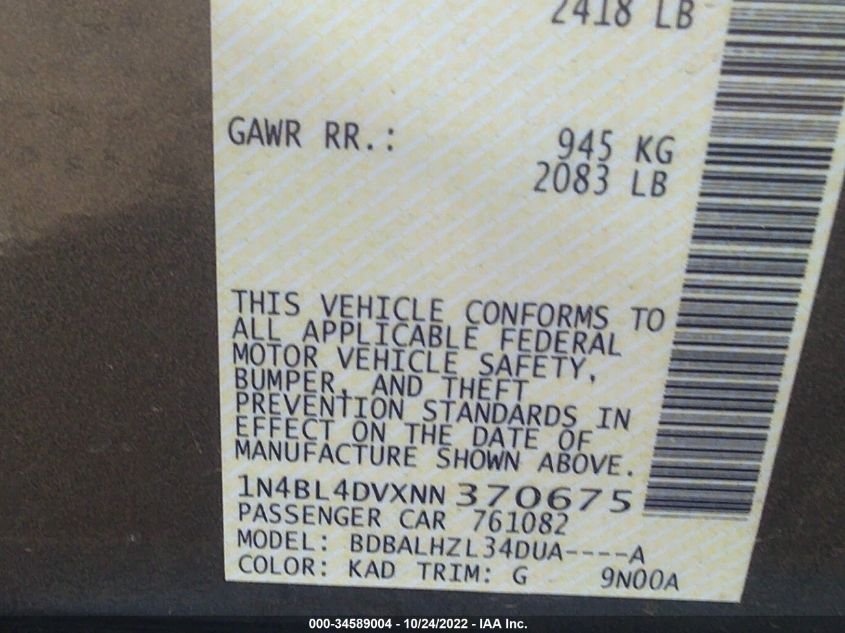 2418 LB
GAWR RR.: 945 KG
2083 LB
THIS VEHICLE CONFORMS TO
ALL APPLICABLE FEDERAL
MOTOR VEHICLE SAFETY,
BUMPER, AND THEFT
PREVENTION STANDARDS IN
EFFECT ON THE DATE OF
MANUFACTURE SHOWN ABOVE.
1N4BL4DVXNN370675
PASSENGER CAR 761082
MODEL: BDBALHZL34DUA----A
COLOR: KAD TRIM: G 9N00A
000-34589004 - 10/24/2022 - IAA Inc.